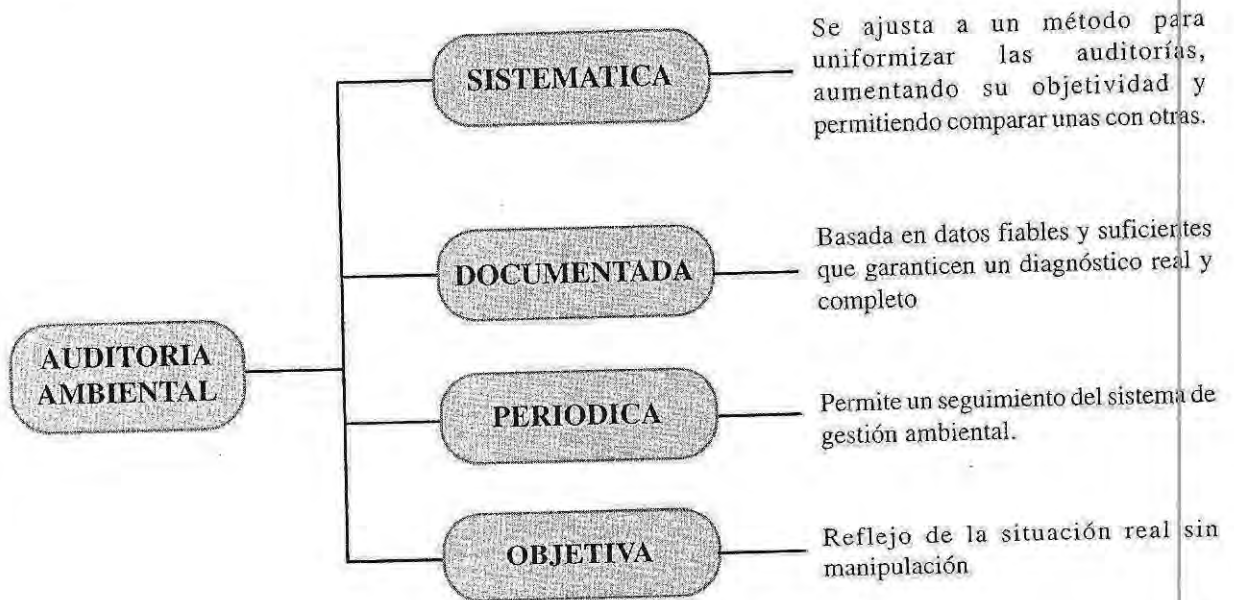 SISTEMATICA
Se ajusta a un método para
uniformizar las auditorías,
aumentando su objetividad y
permitiendo comparar unas con otras.
DOCUMENTADA
Basada en datos fiables y suficientes
que garanticen un diagnóstico real y
completo
AUDITORIA
AMBIENTAL
PERIODICA
Permite un seguimiento del sistema de
gestión ambiental.
OBJETIVA
Reflejo de la situación real sin
manipulación